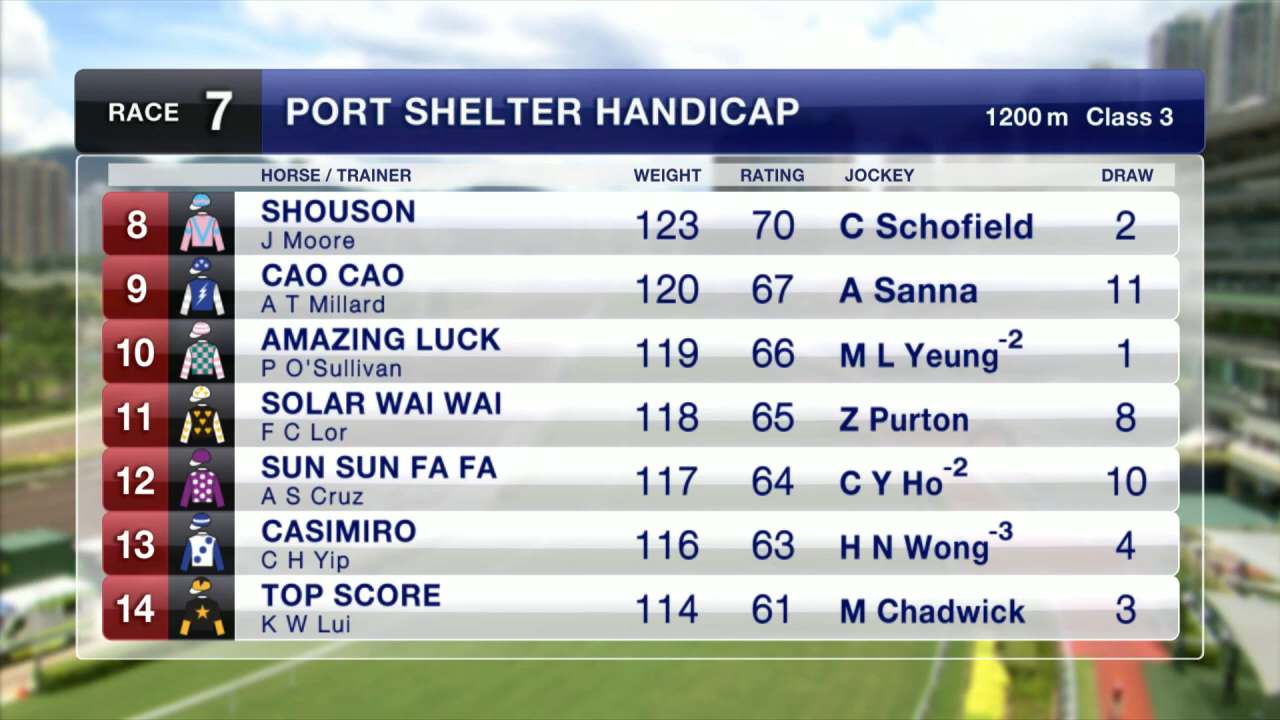 RACE 7 PORT SHELTER HANDICAP 1200 m Class 3
HORSE / TRAINER WEIGHT RATING JOCKEY DRAW
8 SHOUSON 123 70 C Schofield 2
J Moore
9 CAO CAO 120 67 A Sanna 11
A T Millard
10 AMAZING LUCK 119 66 M L Yeung-2 1
P O'Sullivan
11 SOLAR WAI WAI 118 65 Z Purton 8
F C Lor
12 SUN SUN FA FA 117 64 C Y Ho-2 10
A S Cruz
13 CASIMIRO 116 63 H N Wong-3 4
C H Yip
14 TOP SCORE 114 61 M Chadwick 3
K W Lui